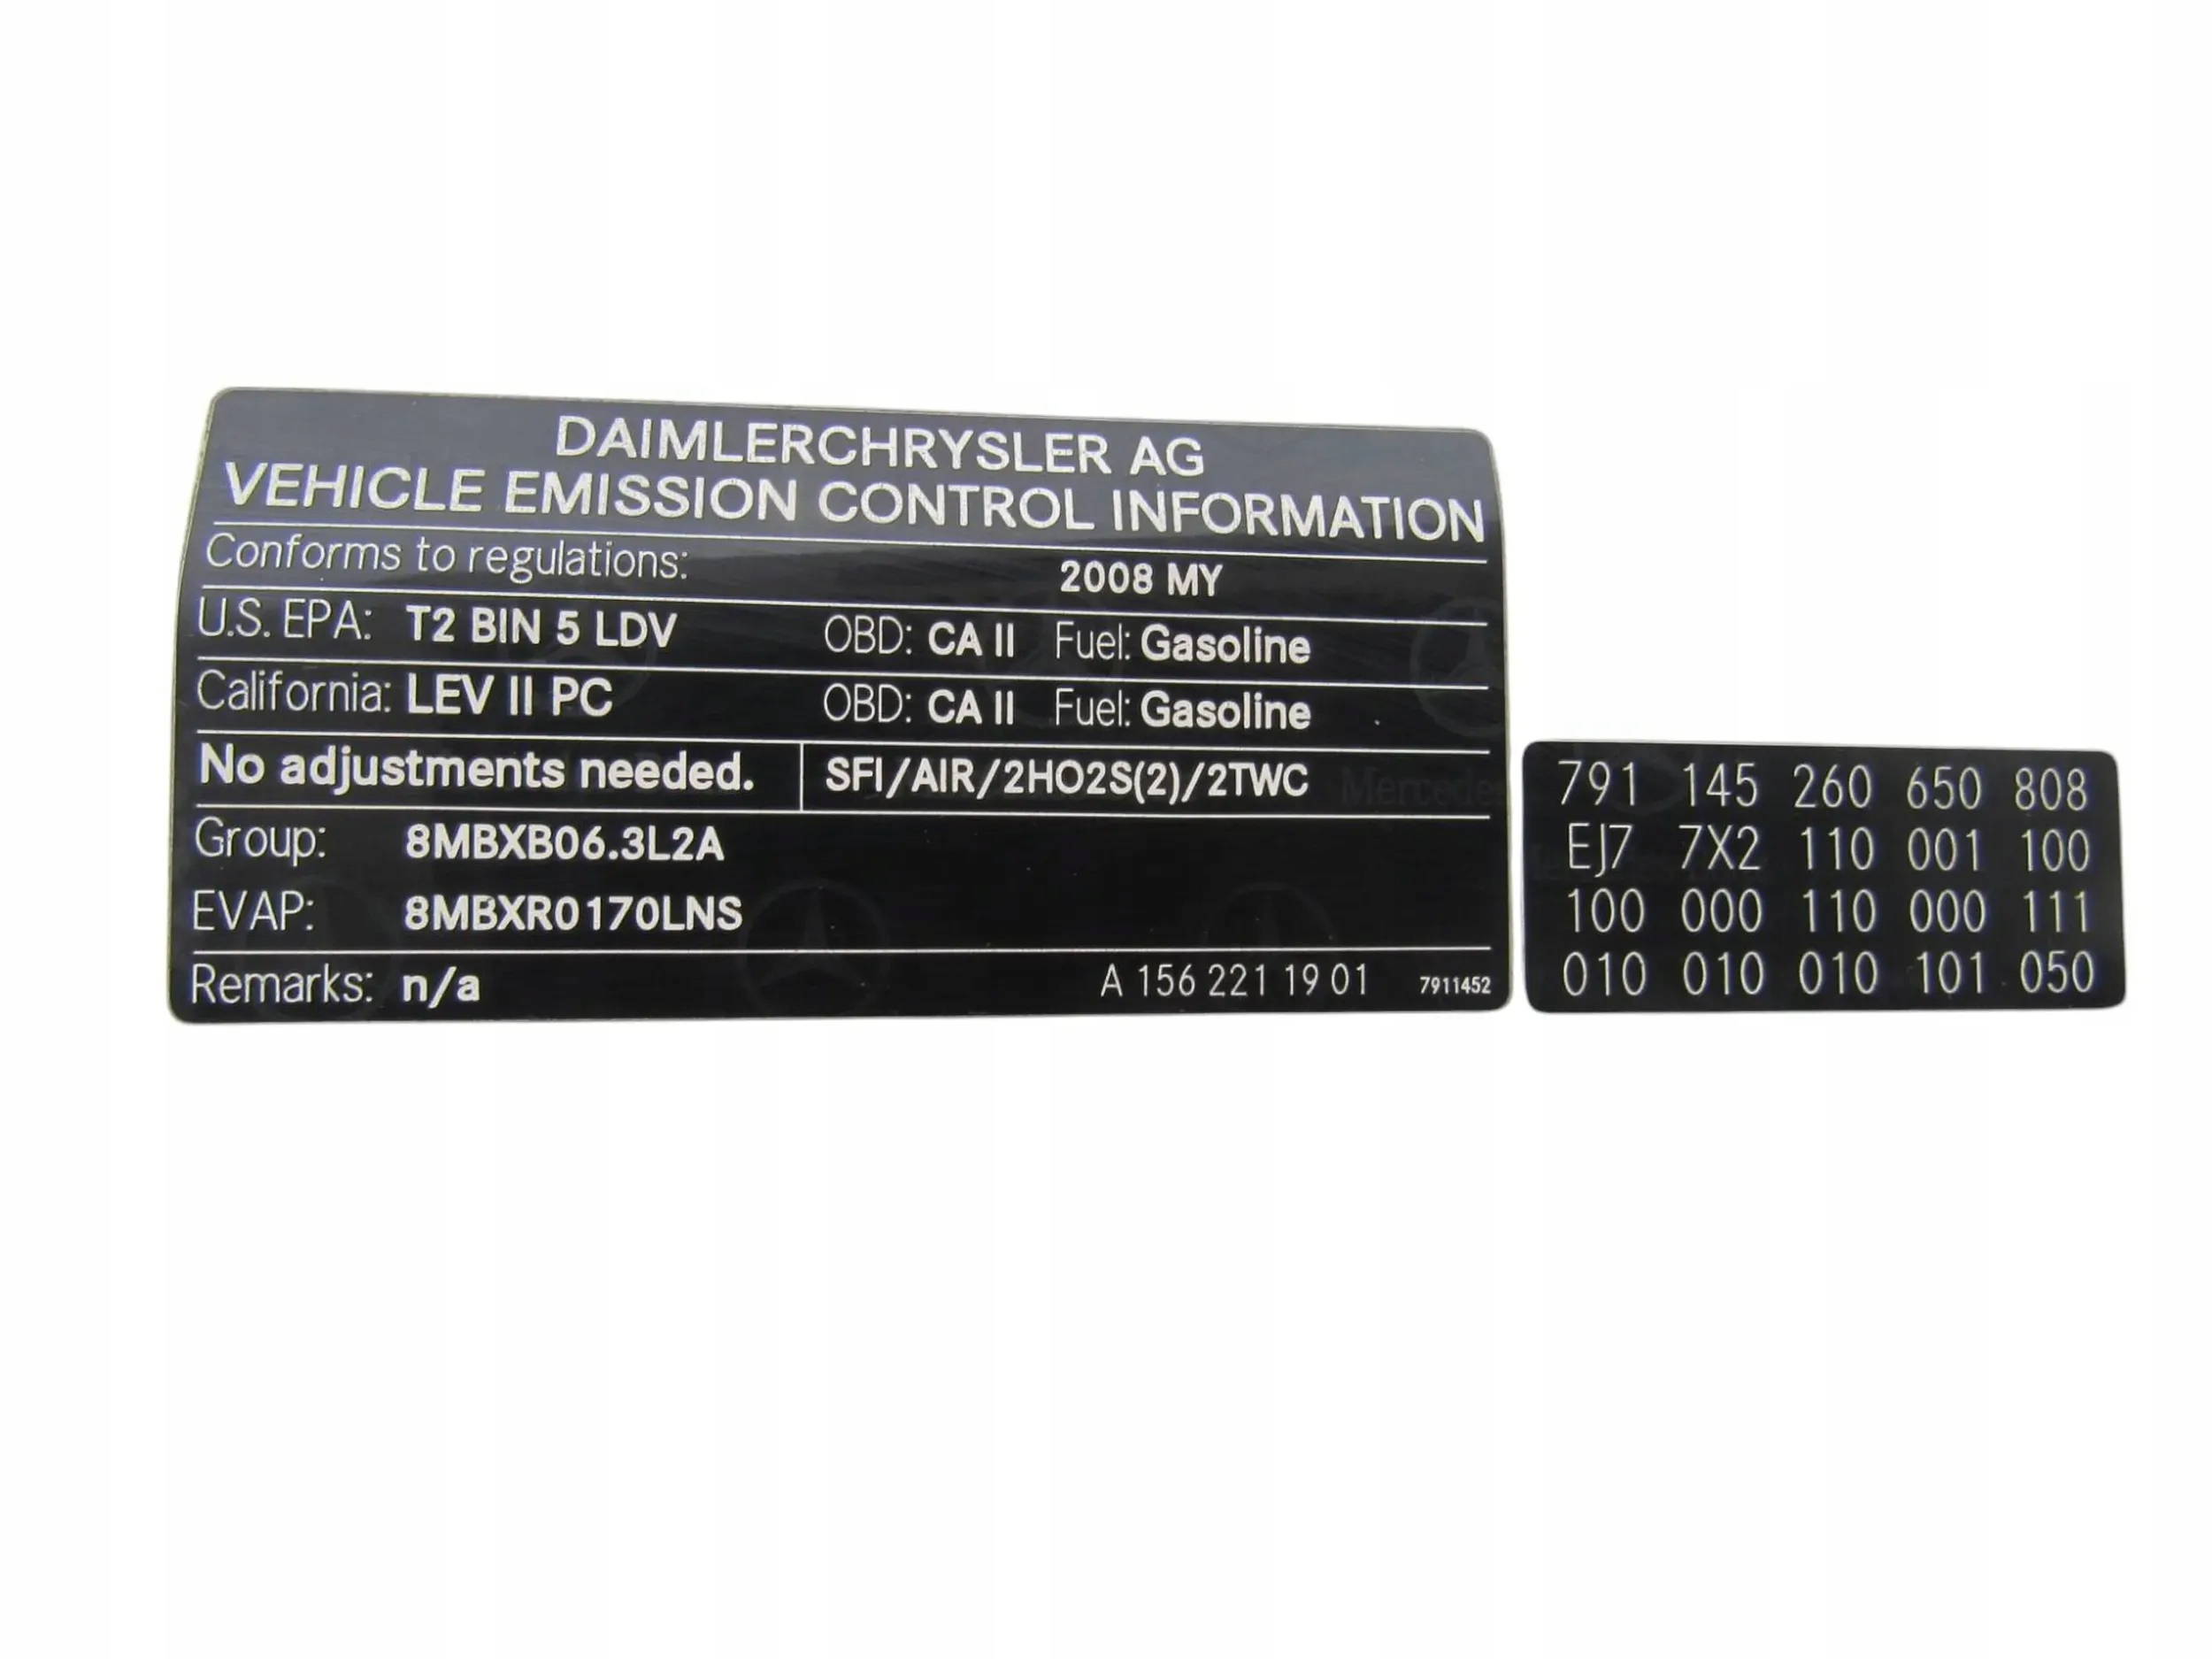 DAIMLERCHRYSLER AG
VEHICLE EMISSION CONTROL INFORMATION
Conforms to regulations: 2008 MY
U.S. EPA: T2 BIN 5 LDV OBD: CA II Fuel: Gasoline
California: LEV II PC OBD: CA II Fuel: Gasoline
No adjustments needed. SFI/AIR/2HO2S(2)/2TWC
Mercedes
Group: 8MBXB06.3L2A
EVAP: 8MBXR0170LNS
Remarks: n/a A 156 221 19 01 7911452
791 145 260 650 808
EJ7 7X2 110 001 100
100 000 110 000 111
010 010 010 101 050